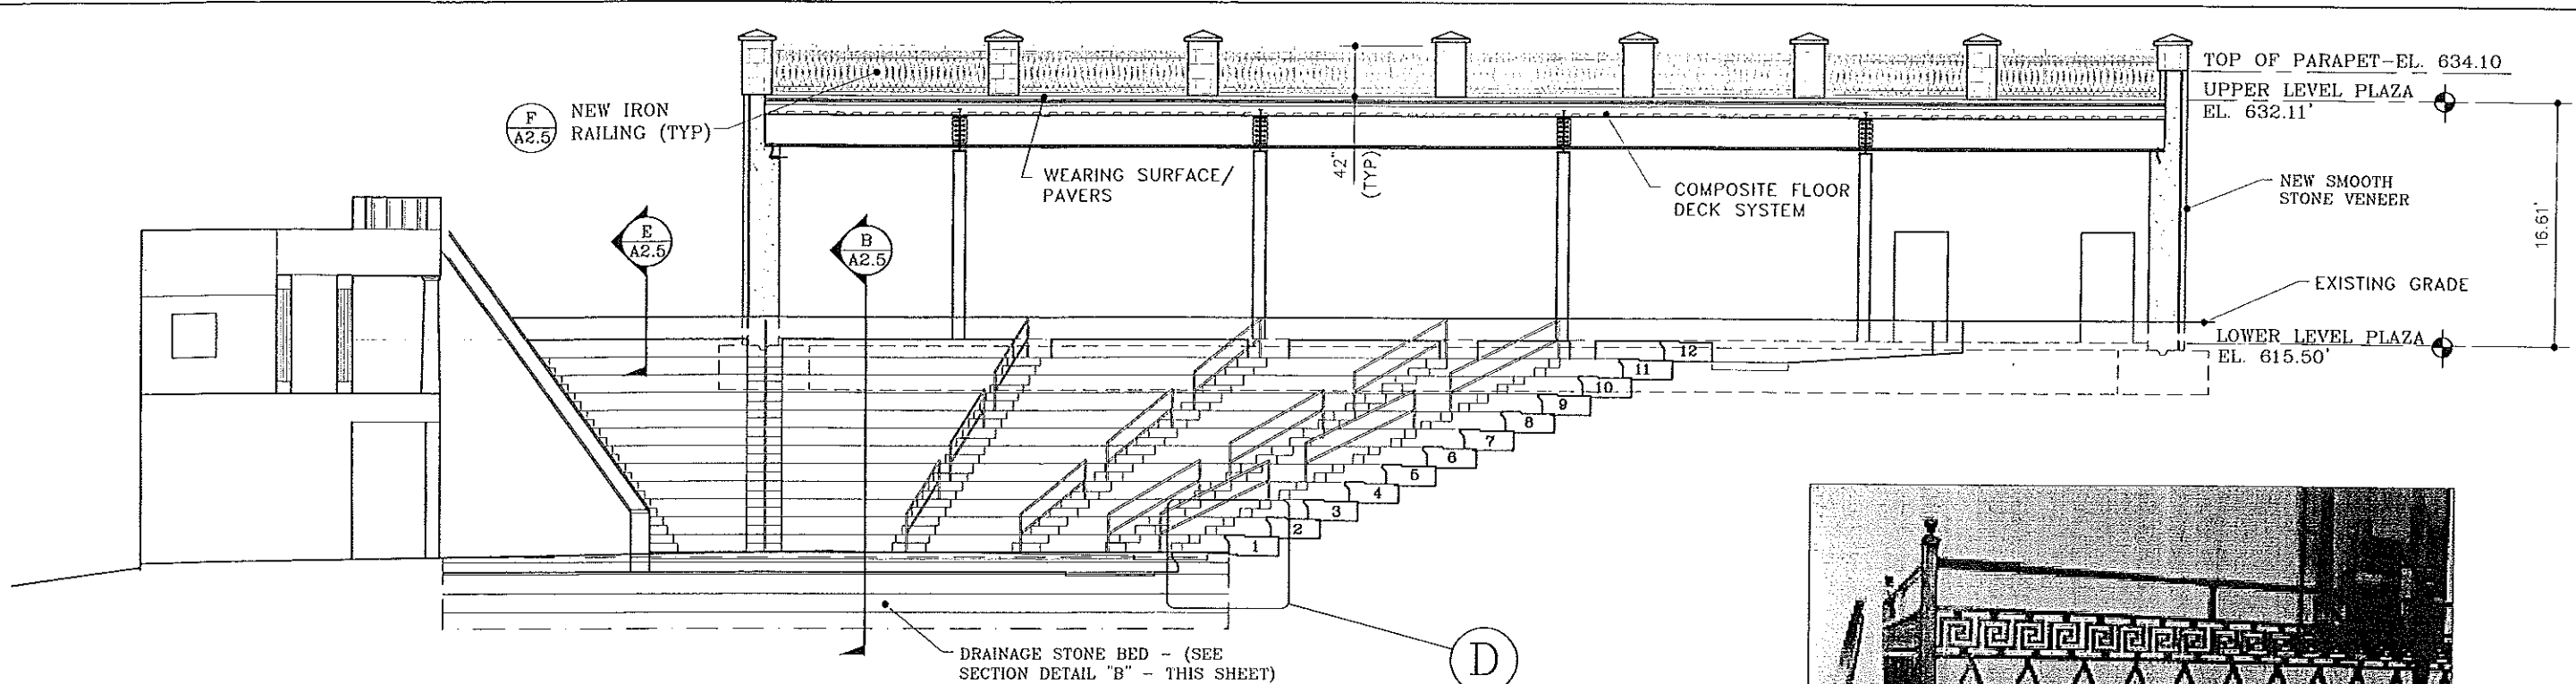 TOP OF PARAPET-EL. 634.10
UPPER LEVEL PLAZA
EL. 632.11'
F
A2.5
NEW IRON
RAILING (TYP)
WEARING SURFACE/
PAVERS
42"
(TYP)
COMPOSITE FLOOR
DECK SYSTEM
NEW SMOOTH
STONE VENEER
16.61'
E
A2.5
B
A2.5
EXISTING GRADE
LOWER LEVEL PLAZA
EL. 615.50'
12
11
10
9
8
7
6
5
4
3
2
1
DRAINAGE STONE BED - (SEE
SECTION DETAIL "B" - THIS SHEET)
D